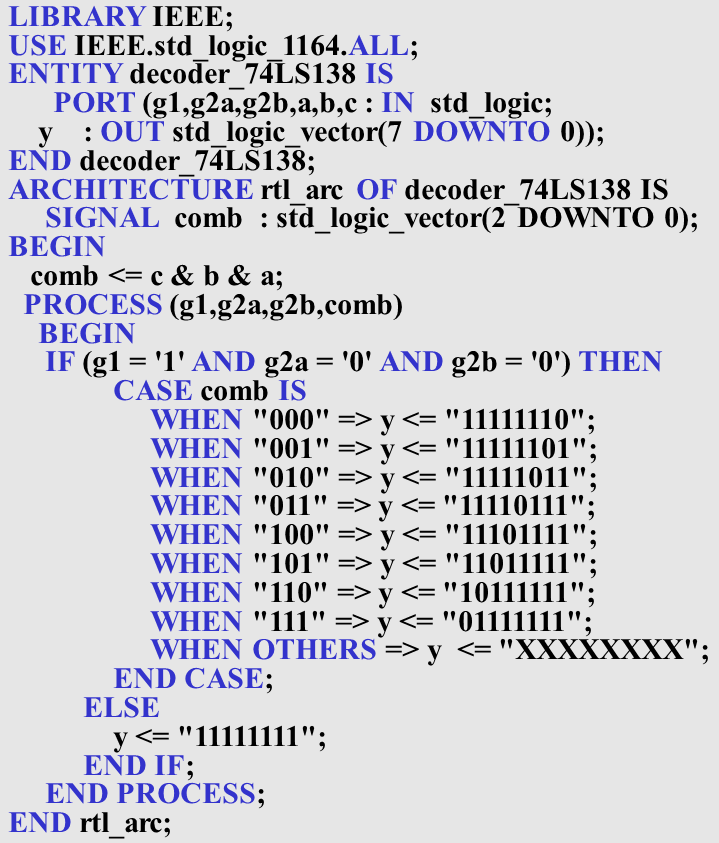 LIBRARY IEEE;
USE IEEE.std_logic_1164.ALL;
ENTITY decoder_74LS138 IS
PORT (g1,g2a,g2b,a,b,c : IN std_logic;
y : OUT std_logic_vector(7 DOWNTO 0));
END decoder_74LS138;
ARCHITECTURE rtl_arc OF decoder_74LS138 IS
SIGNAL comb : std_logic_vector(2 DOWNTO 0);
BEGIN
comb <= c & b & a;
PROCESS (g1,g2a,g2b,comb)
BEGIN
IF (g1 = '1' AND g2a = '0' AND g2b = '0') THEN
CASE comb IS
WHEN "000" => y <= "11111110";
WHEN "001" => y <= "11111101";
WHEN "010" => y <= "11111011";
WHEN "011" => y <= "11110111";
WHEN "100" => y <= "11101111";
WHEN "101" => y <= "11011111";
WHEN "110" => y <= "10111111";
WHEN "111" => y <= "01111111";
WHEN OTHERS => y <= "XXXXXXXX";
END CASE;
ELSE
y <= "11111111";
END IF;
END PROCESS;
END rtl_arc;